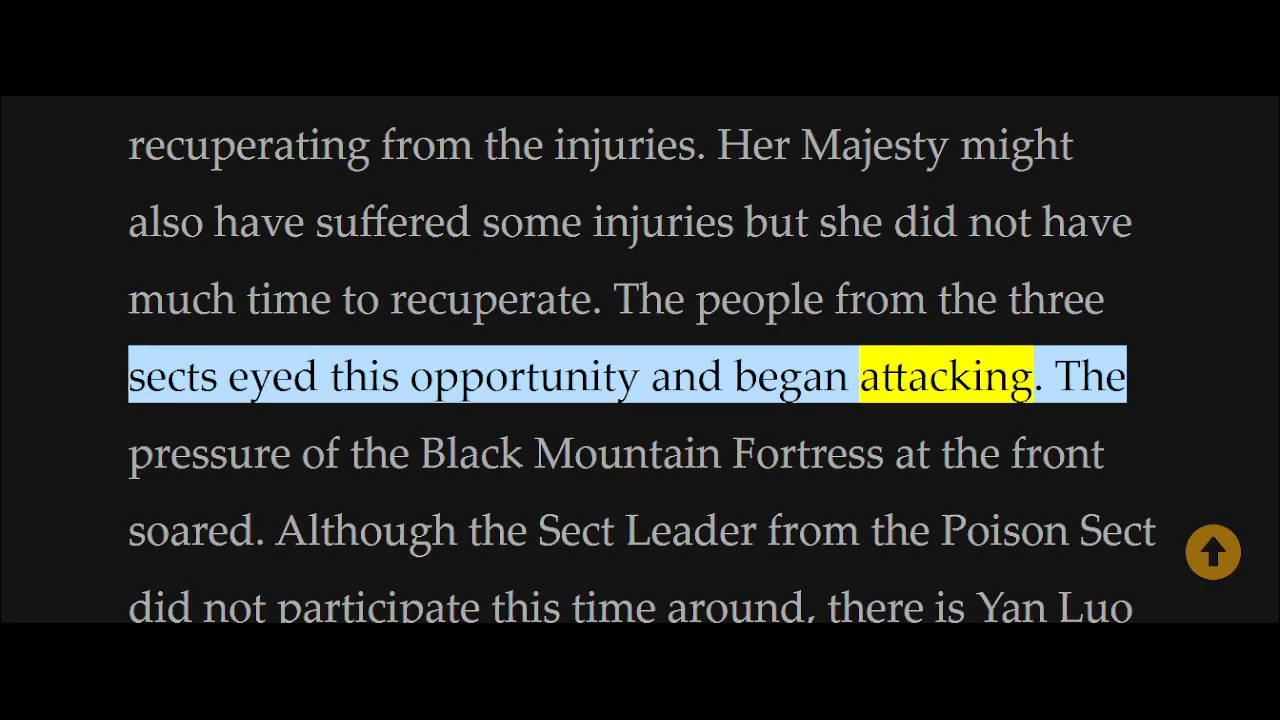 recuperating from the injuries. Her Majesty might
also have suffered some injuries but she did not have
much time to recuperate. The people from the three
sects eyed this opportunity and began attacking. The
pressure of the Black Mountain Fortress at the front
soared. Although the Sect Leader from the Poison Sect
did not participate this time around, there is Yan Luo